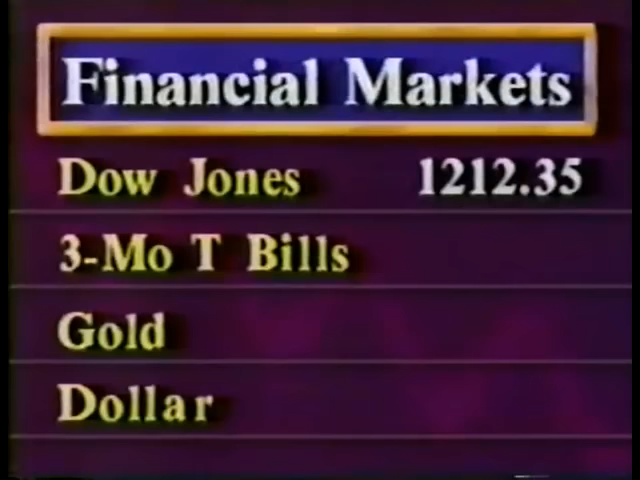 Financial Markets
Dow Jones 1212.35
3-Mo T Bills
Gold
Dollar